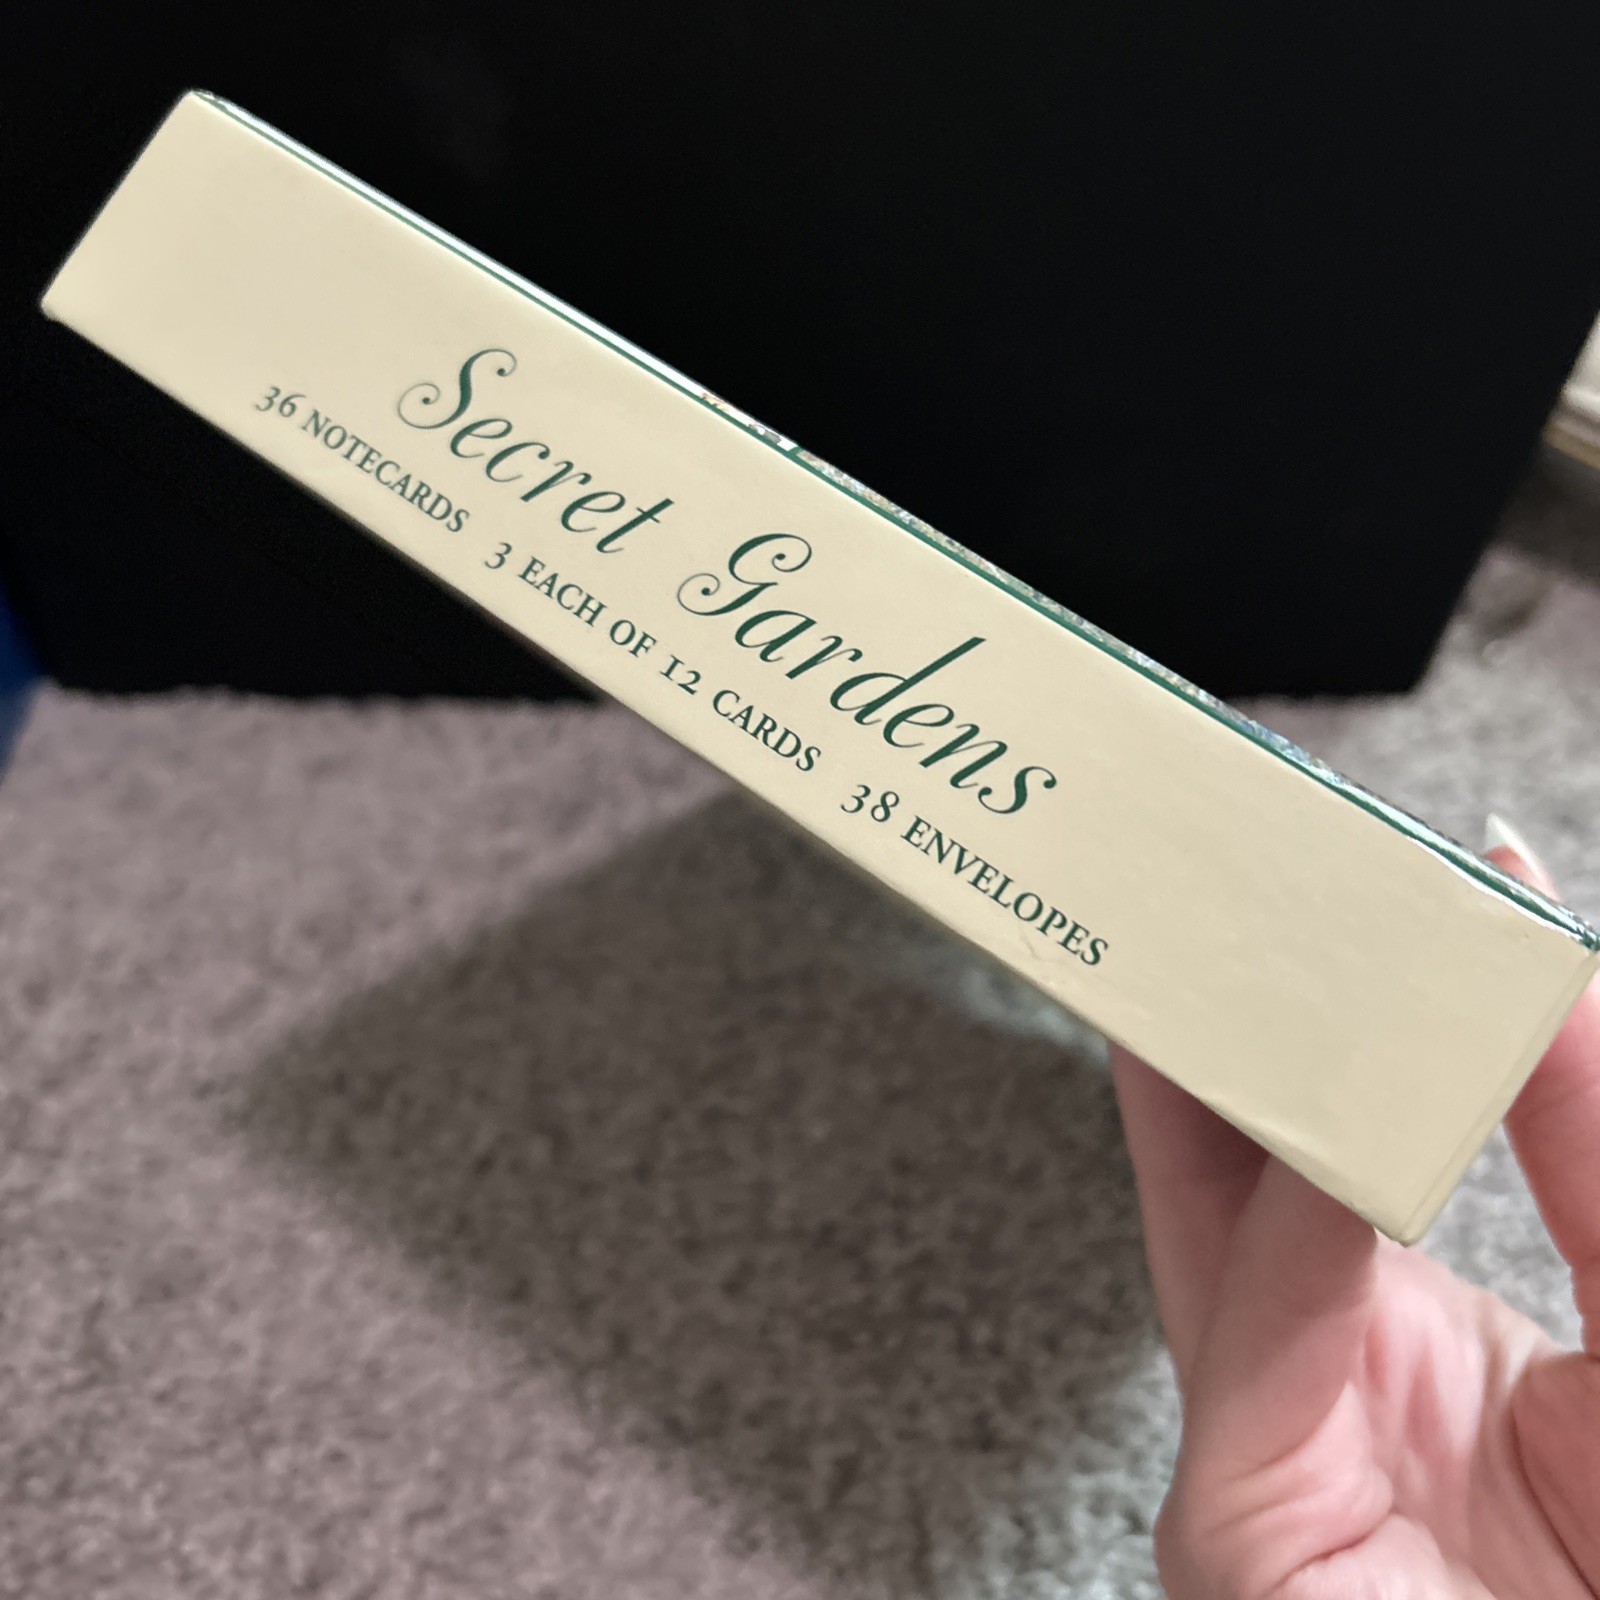 Secret Gardens
36 NOTECARDS 3 EACH OF 12 CARDS 38 ENVELOPES